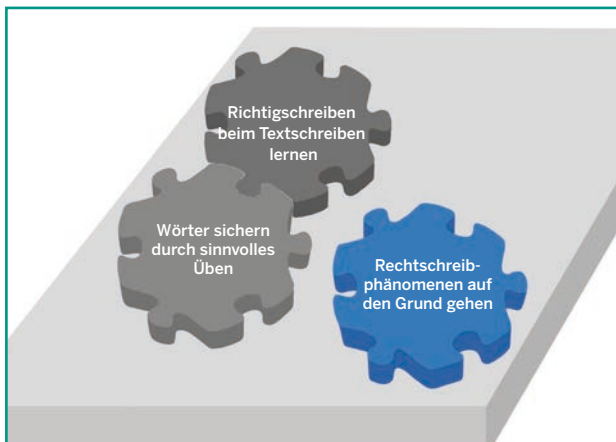 Richtigschreiben
beim Textschreiben
lernen
Wörter sichern
durch sinnvolles
Üben
Rechtschreib-
phänomenen auf
den Grund gehen